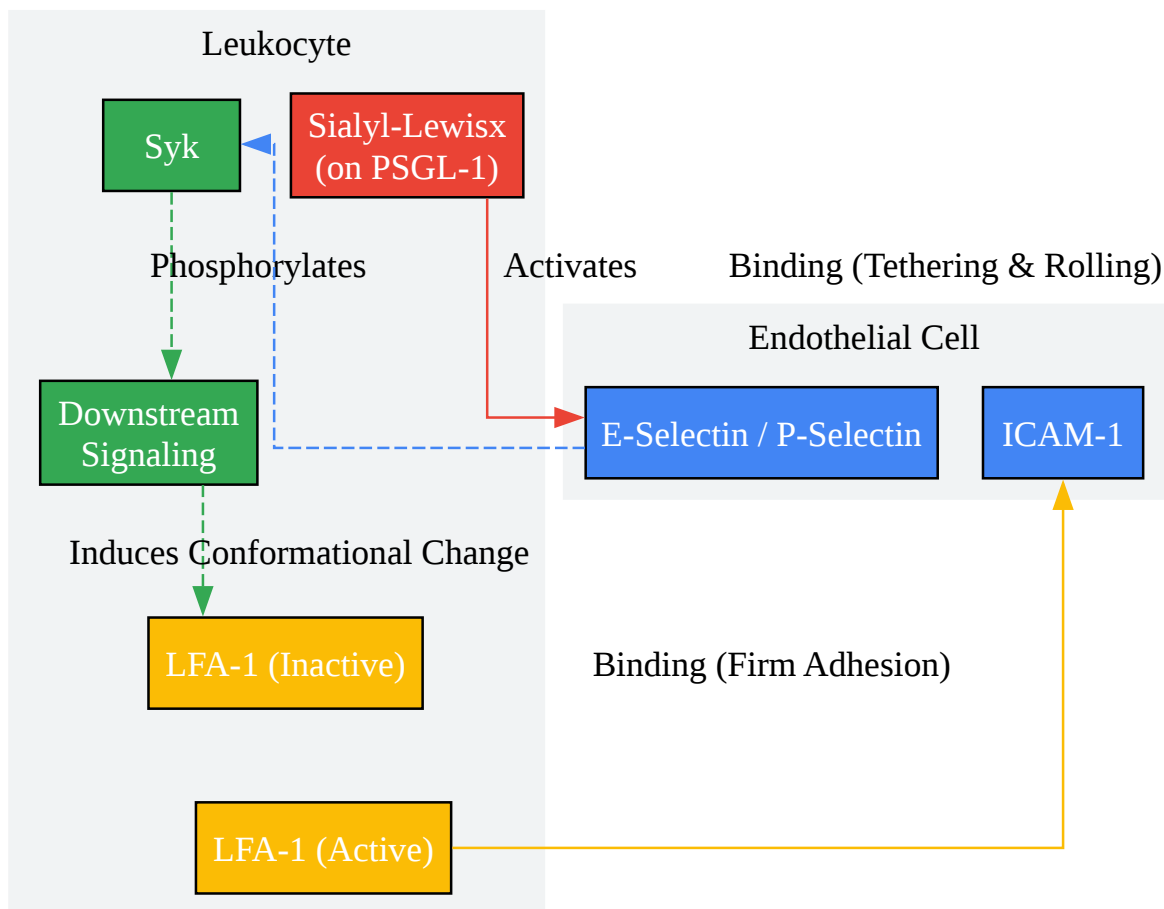 Leukocyte
Syk
Sialyl-Lewisx
(on PSGL-1)
Phosphorylates
Activates
Binding (Tethering & Rolling)
Endothelial Cell
Downstream
Signaling
E-Selectin / P-Selectin
ICAM-1
Induces Conformational Change
LFA-1 (Inactive)
Binding (Firm Adhesion)
LFA-1 (Active)